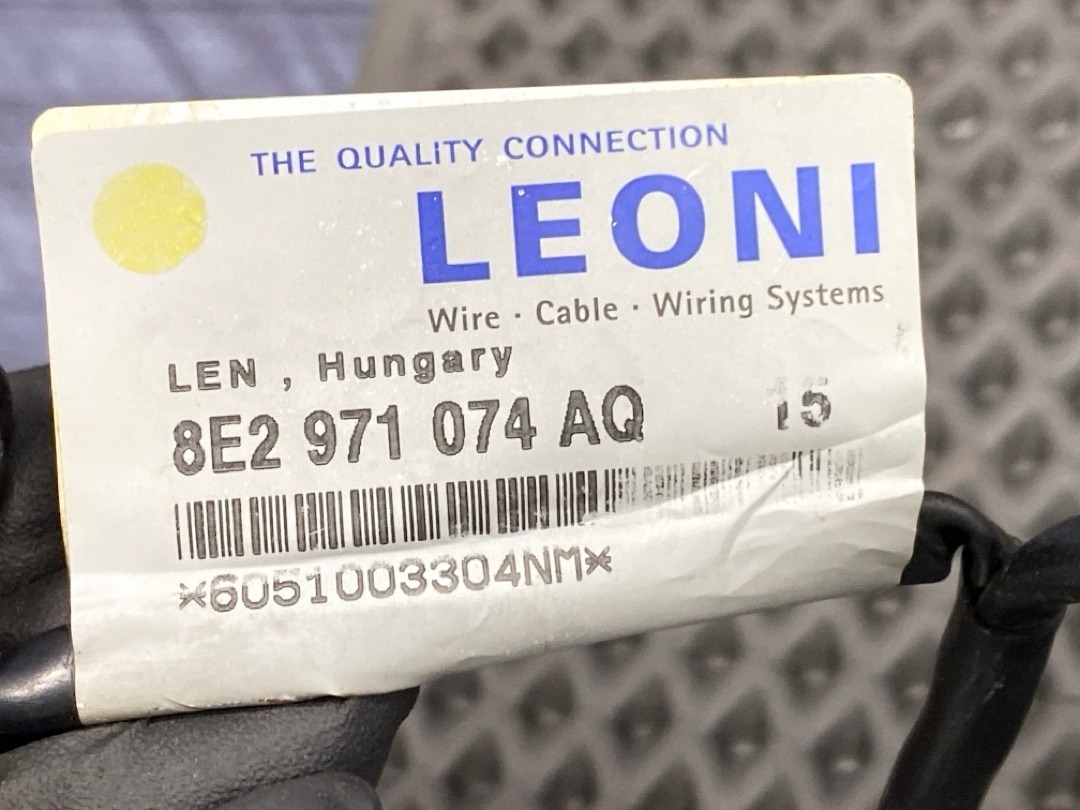 THE QUALITY CONNECTION
LEONI
Wire · Cable · Wiring Systems
LEN , Hungary
8E2 971 074 AQ 15
*6051003304NM*